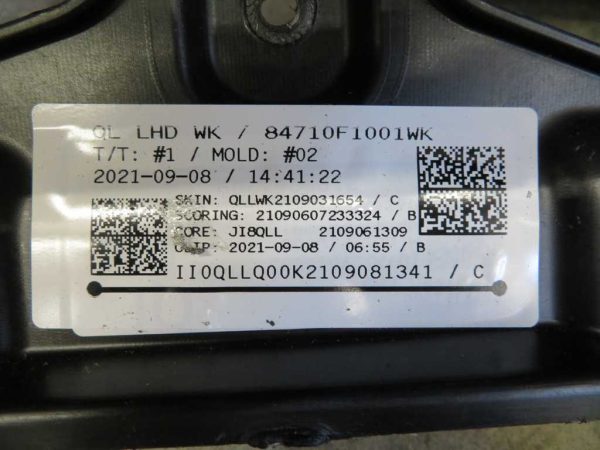 QL LHD WK / 84710F1001WK
T/T: #1 / MOLD: #02
2021-09-08 / 14:41:22
SKIN: QLLWK2109031654 / C
SCORING: 21090607233324 / B
CORE: JI8QLL 2109061309
2021-09-08 / 06:55 / B
II0QLLQ00K2109081341 / C